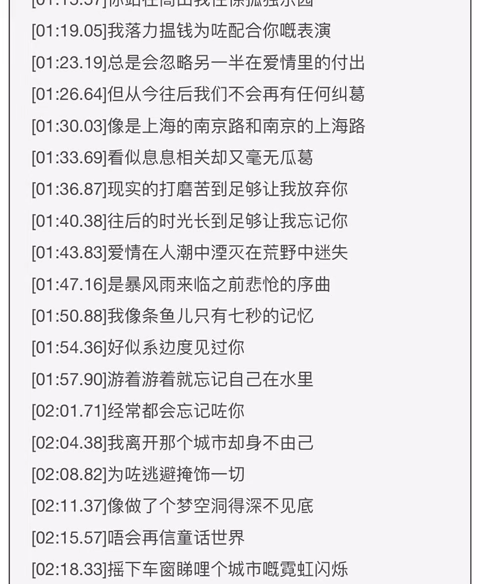 [01:19.05]我落力揾钱为咗配合你嘅表演
[01:23.19]总是会忽略另一半在爱情里的付出
[01:26.64]但从今往后我们不会再有任何纠葛
[01:30.03]像是上海的南京路和南京的上海路
[01:33.69]看似息息相关却又毫无瓜葛
[01:36.87]现实的打磨苦到足够让我放弃你
[01:40.38]往后的时光长到足够让我忘记你
[01:43.83]爱情在人潮中湮灭在荒野中迷失
[01:47.16]是暴风雨来临之前悲怆的序曲
[01:50.88]我像条鱼儿只有七秒的记忆
[01:54.36]好似系边度见过你
[01:57.90]游着游着就忘记自己在水里
[02:01.71]经常都会忘记咗你
[02:04.38]我离开那个城市却身不由己
[02:08.82]为咗逃避掩饰一切
[02:11.37]像做了个梦空洞得深不见底
[02:15.57]唔会再信童话世界
[02:18.33]摇下车窗睇哩个城市嘅霓虹闪烁